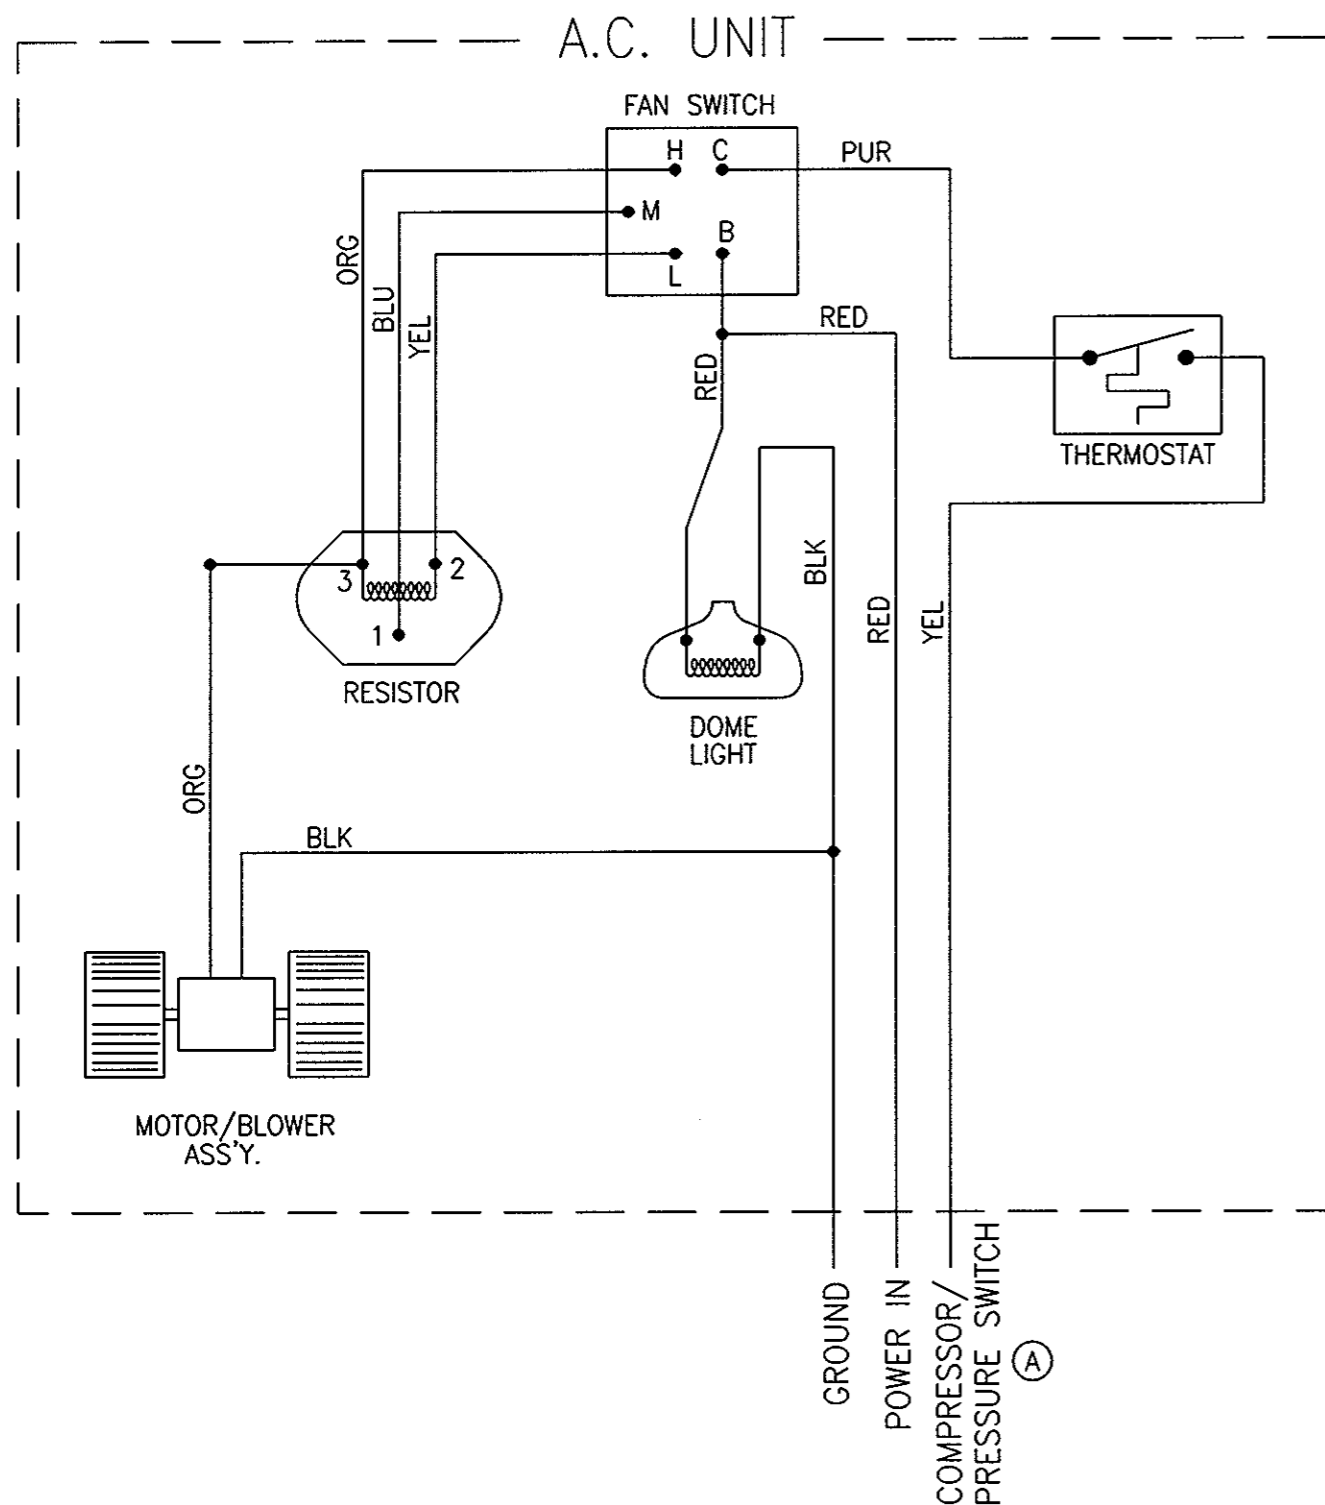 A.C. UNIT
FAN SWITCH
H C
PUR
M
B
L
ORG
BLU
YEL
RED
RED
THERMOSTAT
3
2
1
RESISTOR
BLK
RED
YEL
DOME
LIGHT
ORG
BLK
MOTOR/BLOWER
ASS'Y.
GROUND
POWER IN
COMPRESSOR/
PRESSURE SWITCH
A